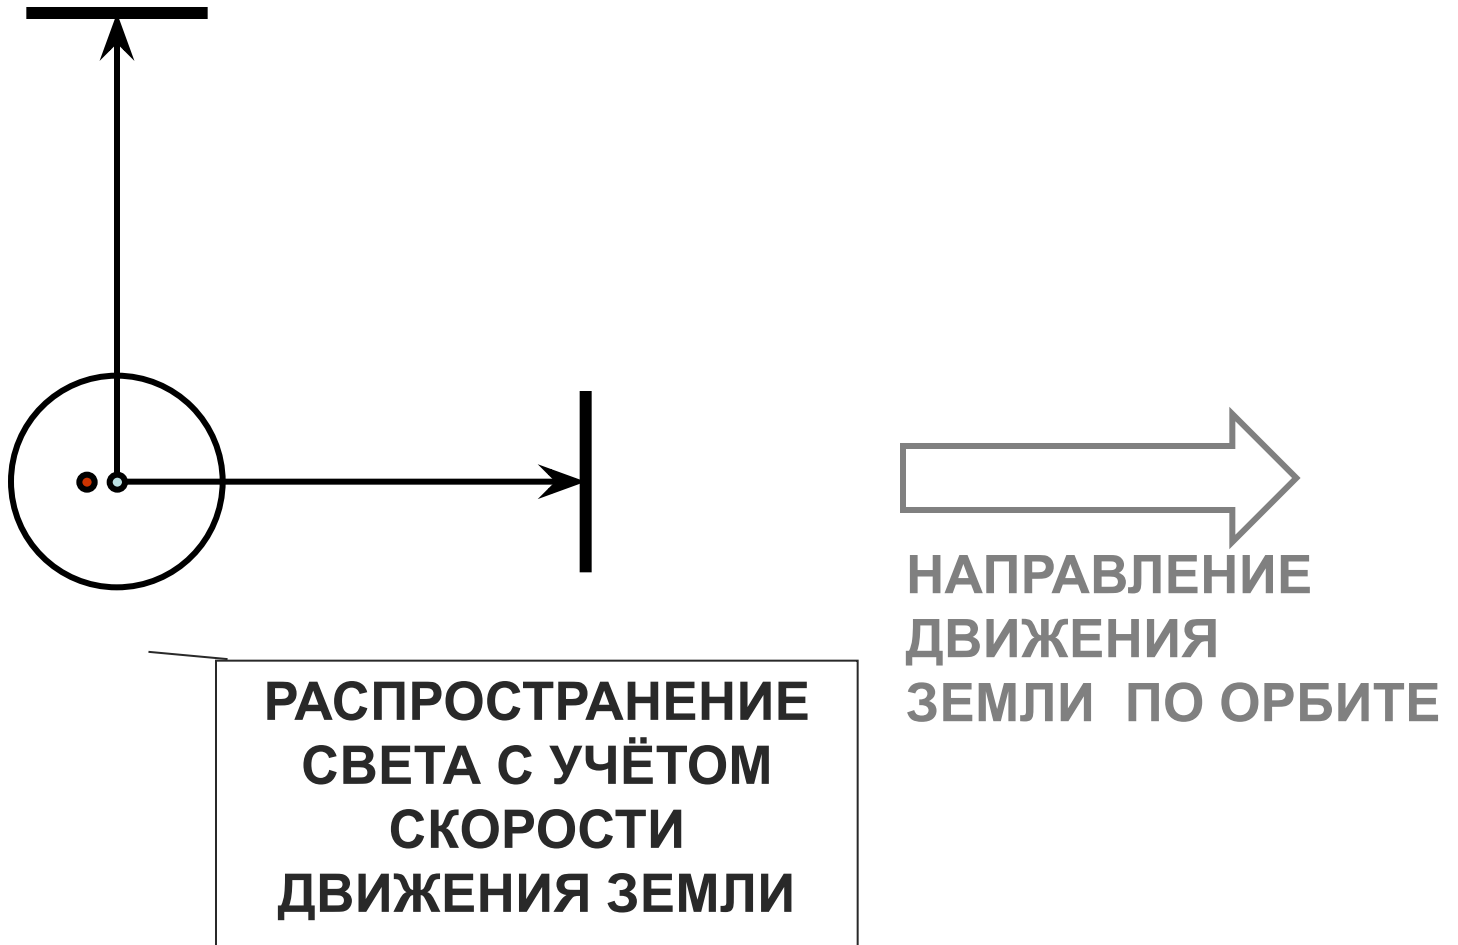 НАПРАВЛЕНИЕ
ДВИЖЕНИЯ
ЗЕМЛИ ПО ОРБИТЕ
РАСПРОСТРАНЕНИЕ
СВЕТА С УЧЁТОМ
СКОРОСТИ
ДВИЖЕНИЯ ЗЕМЛИ